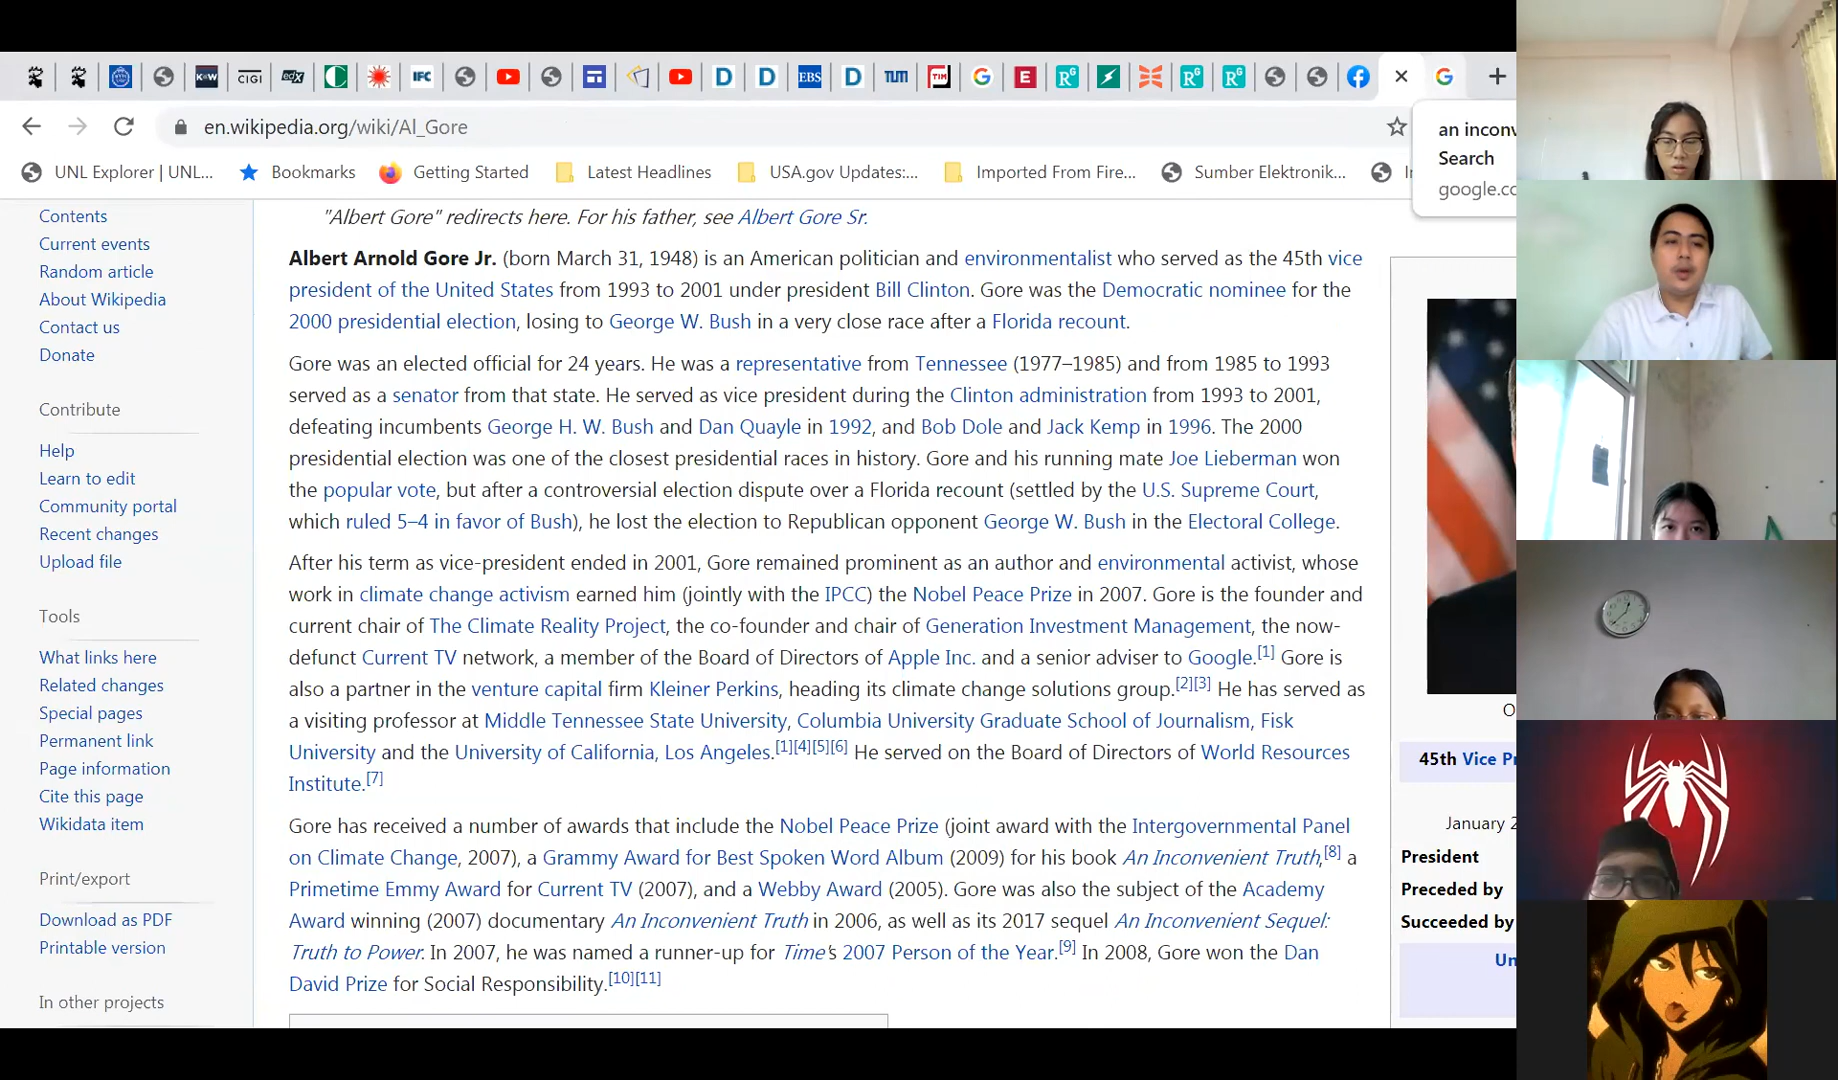 K&W
CIGI
edX
IFC
D
D
EBS
D
TUM
TIM
G
E
RG
RG
RG
G
en.wikipedia.org/wiki/Al_Gore
an inconv
Search
google.co
UNL Explorer | UNL...
Bookmarks
Getting Started
Latest Headlines
USA.gov Updates:...
Imported From Fire...
Sumber Elektronik...
Contents
Current events
Random article
About Wikipedia
Contact us
Donate
Contribute
Help
Learn to edit
Community portal
Recent changes
Upload file
Tools
What links here
Related changes
Special pages
Permanent link
Page information
Cite this page
Wikidata item
Print/export
Download as PDF
Printable version
In other projects
"Albert Gore" redirects here. For his father, see Albert Gore Sr.
Albert Arnold Gore Jr. (born March 31, 1948) is an American politician and environmentalist who served as the 45th vice
president of the United States from 1993 to 2001 under president Bill Clinton. Gore was the Democratic nominee for the
2000 presidential election, losing to George W. Bush in a very close race after a Florida recount.
Gore was an elected official for 24 years. He was a representative from Tennessee (1977–1985) and from 1985 to 1993
served as a senator from that state. He served as vice president during the Clinton administration from 1993 to 2001,
defeating incumbents George H. W. Bush and Dan Quayle in 1992, and Bob Dole and Jack Kemp in 1996. The 2000
presidential election was one of the closest presidential races in history. Gore and his running mate Joe Lieberman won
the popular vote, but after a controversial election dispute over a Florida recount (settled by the U.S. Supreme Court,
which ruled 5–4 in favor of Bush), he lost the election to Republican opponent George W. Bush in the Electoral College.
After his term as vice-president ended in 2001, Gore remained prominent as an author and environmental activist, whose
work in climate change activism earned him (jointly with the IPCC) the Nobel Peace Prize in 2007. Gore is the founder and
current chair of The Climate Reality Project, the co-founder and chair of Generation Investment Management, the now-
defunct Current TV network, a member of the Board of Directors of Apple Inc. and a senior adviser to Google.[1] Gore is
also a partner in the venture capital firm Kleiner Perkins, heading its climate change solutions group.[2][3] He has served as
a visiting professor at Middle Tennessee State University, Columbia University Graduate School of Journalism, Fisk
University and the University of California, Los Angeles.[1][4][5][6] He served on the Board of Directors of World Resources
Institute.[7]
Gore has received a number of awards that include the Nobel Peace Prize (joint award with the Intergovernmental Panel
on Climate Change, 2007), a Grammy Award for Best Spoken Word Album (2009) for his book An Inconvenient Truth,[8] a
Primetime Emmy Award for Current TV (2007), and a Webby Award (2005). Gore was also the subject of the Academy
Award winning (2007) documentary An Inconvenient Truth in 2006, as well as its 2017 sequel An Inconvenient Sequel:
Truth to Power. In 2007, he was named a runner-up for Time's 2007 Person of the Year.[9] In 2008, Gore won the Dan
David Prize for Social Responsibility.[10][11]
45th Vice Pr
January 2
President
Preceded by
Succeeded by
Un